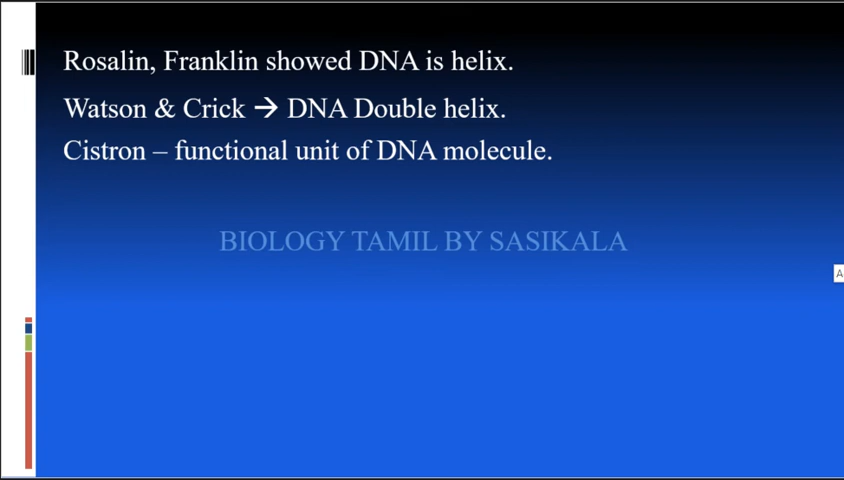 Rosalin, Franklin showed DNA is helix.
Watson & Crick → DNA Double helix.
Cistron – functional unit of DNA molecule.
BIOLOGY TAMIL BY SASIKALA
A